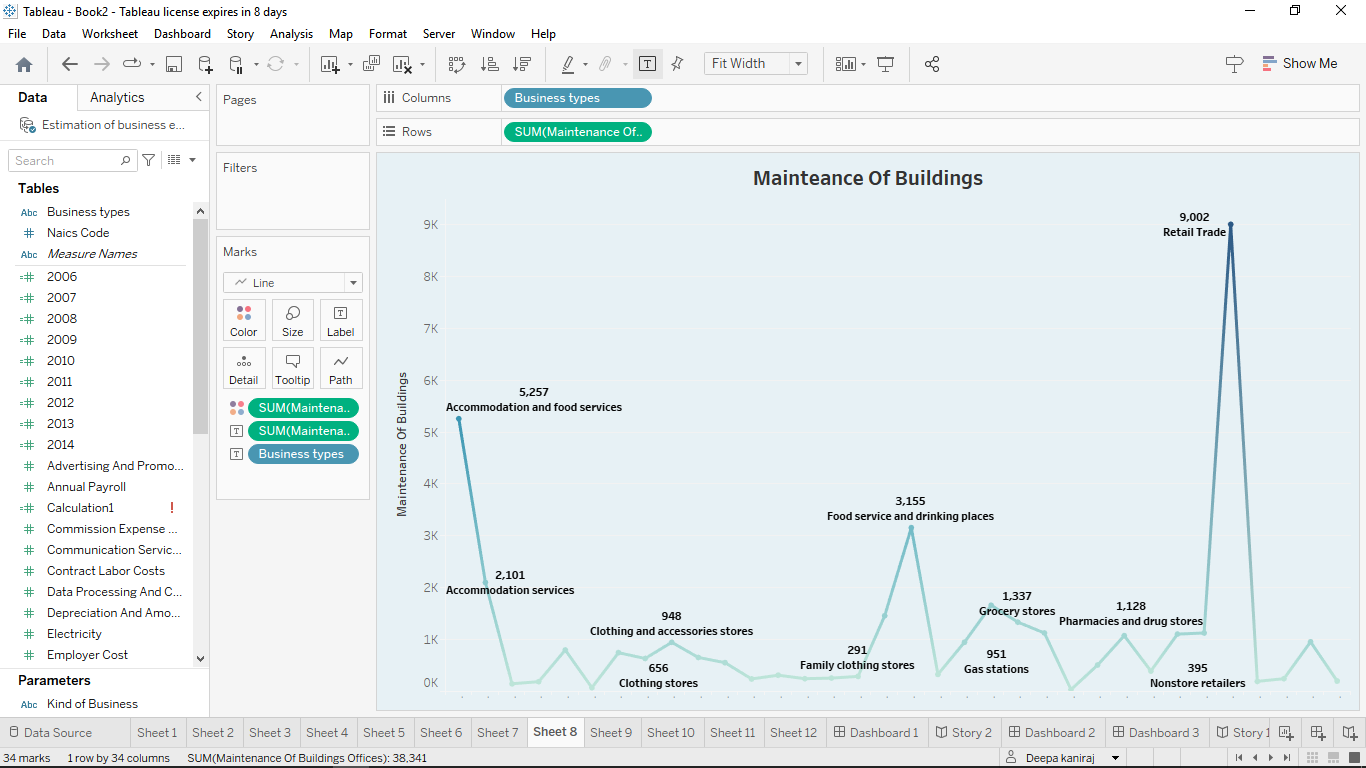 Tableau - Book2 - Tableau license expires in 8 days
File Data Worksheet Dashboard Story Analysis Map Format Server Window Help
Fit Width
Show Me
Data Analytics
Estimation of business e...
Search
Tables
Abc Business types
# Naics Code
Abc Measure Names
=# 2006
=# 2007
=# 2008
=# 2009
=# 2010
=# 2011
=# 2012
=# 2013
=# 2014
# Advertising And Promo...
# Annual Payroll
=# Calculation1 !
# Commission Expense ...
# Communication Servic...
# Contract Labor Costs
# Data Processing And C...
# Depreciation And Amo...
# Electricity
# Employer Cost
Parameters
Abc Kind of Business
Pages
Filters
Marks
Line
Color Size Label
Detail Tooltip Path
SUM(Maintena..
T SUM(Maintena..
T Business types
Columns Business types
Rows SUM(Maintenance Of..
Mainteance Of Buildings
Maintenance Of Buildings
9K
8K
7K
6K
5K
4K
3K
2K
1K
0K
5,257
Accommodation and food services
2,101
Accommodation services
948
Clothing and accessories stores
656
Clothing stores
291
Family clothing stores
3,155
Food service and drinking places
951
Gas stations
1,337
Grocery stores
1,128
Pharmacies and drug stores
395
Nonstore retailers
9,002
Retail Trade
Data Source Sheet 1 Sheet 2 Sheet 3 Sheet 4 Sheet 5 Sheet 6 Sheet 7 Sheet 8 Sheet 9 Sheet 10 Sheet 11 Sheet 12 Dashboard 1 Story 2 Dashboard 2 Dashboard 3 Story 1
34 marks 1 row by 34 columns SUM(Maintenance Of Buildings Offices): 38,341 Deepa kaniraj